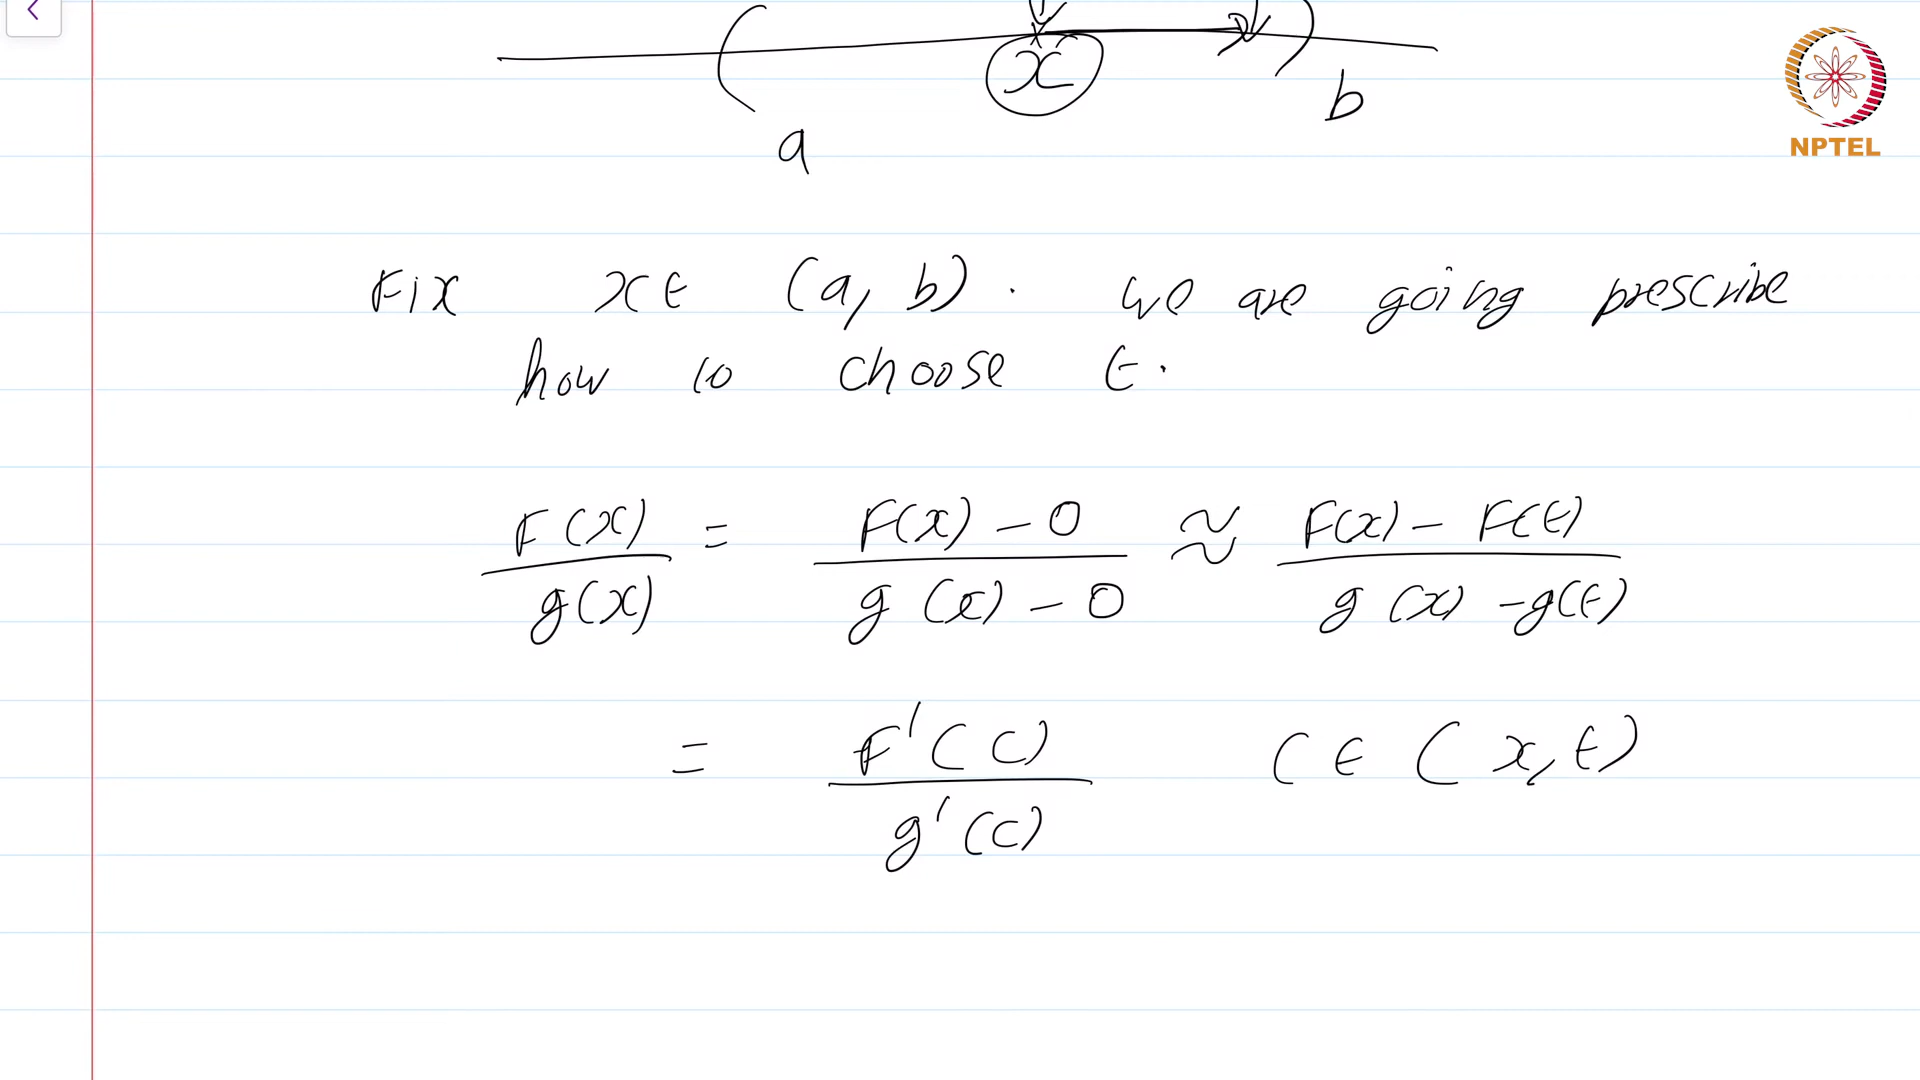 x
b
NPTEL
a
Fix x ∈ (a, b). We are going prescribe
how to choose t.
F(x)/g(x) = F(x) - 0/g(x) - 0 ≈ F(x) - F(t)/g(x) - g(t)
= F'(c)/g'(c) c ∈ (x, t)